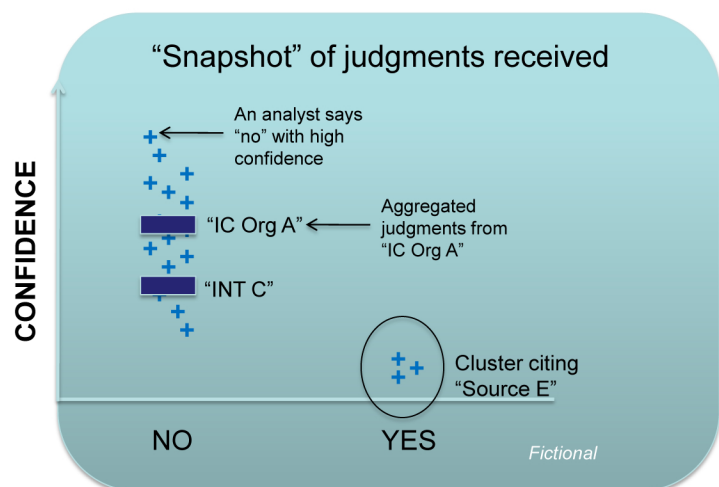 “Snapshot” of judgments received
An analyst says
“no” with high
confidence
CONFIDENCE
“IC Org A”
Aggregated
judgments from
“IC Org A”
“INT C”
Cluster citing
“Source E”
NO
YES
Fictional